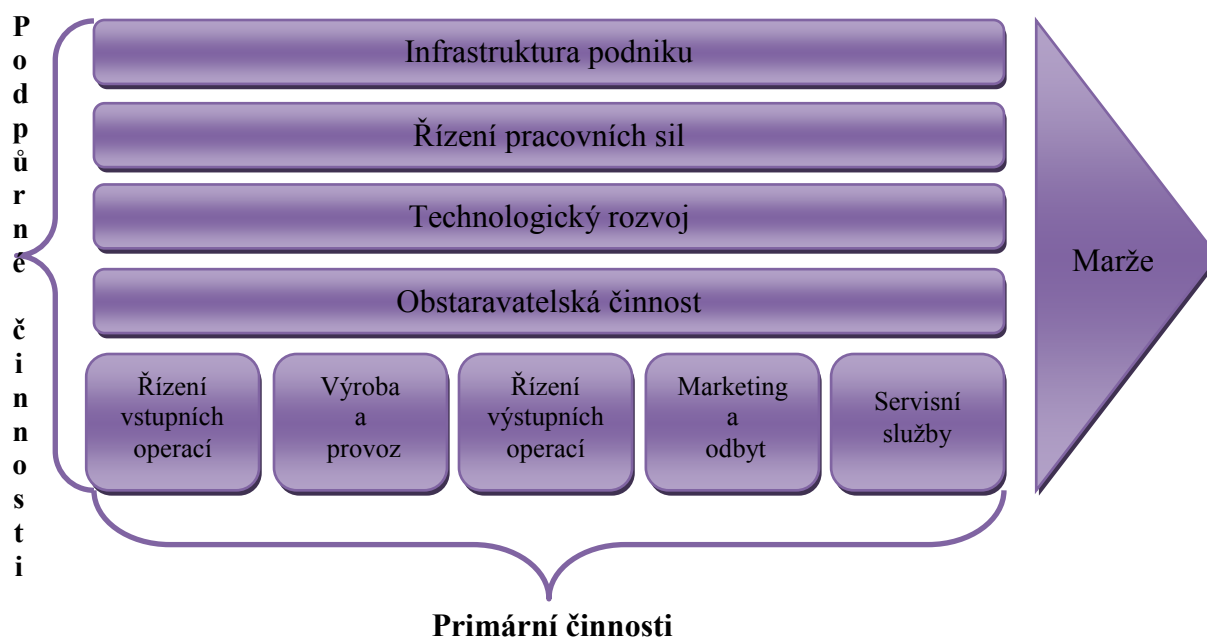 Podpůrné činnosti
Infrastruktura podniku
Řízení pracovních sil
Technologický rozvoj
Obstaravatelská činnost
Řízení
vstupních
operací
Výroba
a
provoz
Řízení
výstupních
operací
Marketing
a
odbyt
Servisní
služby
Marže
Primární činnosti